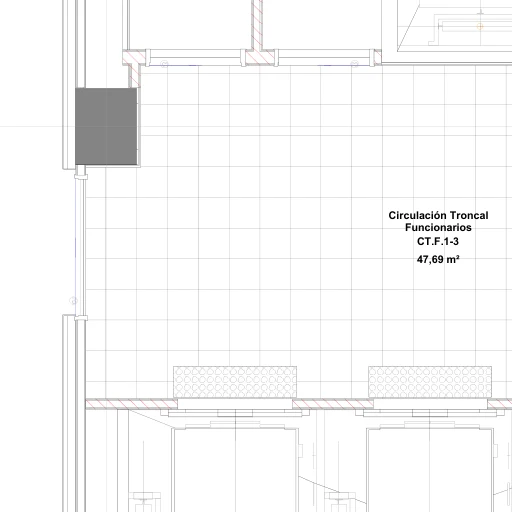 Circulación Troncal
Funcionarios
CT.F.1-3
47,69 m²